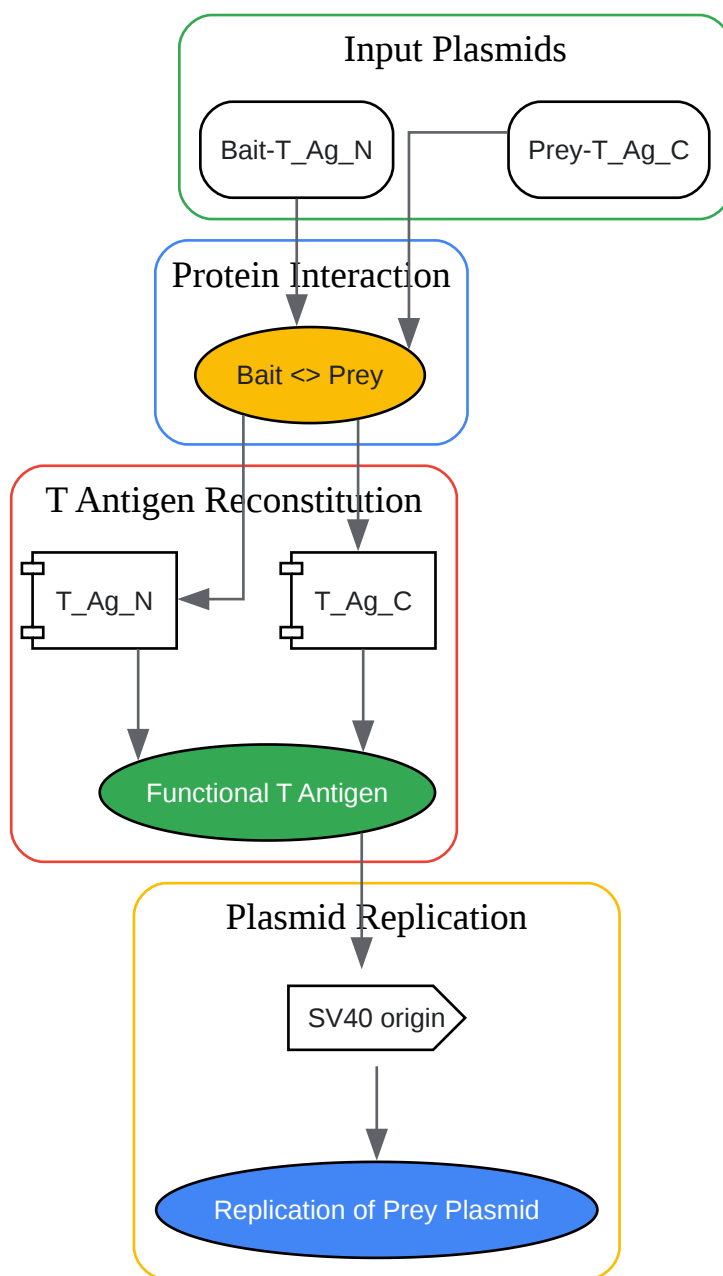 Input Plasmids
Bait-T_Ag_N
Prey-T_Ag_C
Protein Interaction
Bait <> Prey
T Antigen Reconstitution
T_Ag_N
T_Ag_C
Functional T Antigen
Plasmid Replication
SV40 origin
Replication of Prey Plasmid